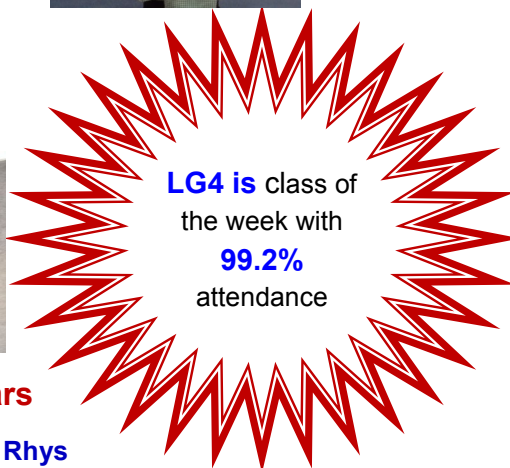 LG4 is class of
the week with
99.2%
attendance
Rhys